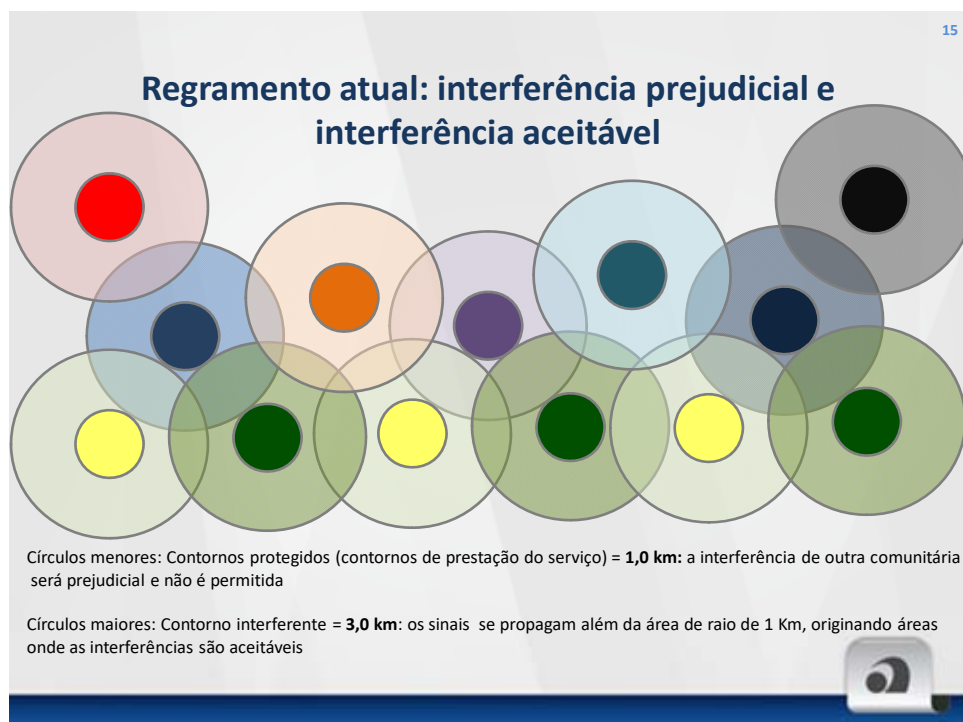 15
Regramento atual: interferência prejudicial e
interferência aceitável
Círculos menores: Contornos protegidos (contornos de prestação do serviço) = 1,0 km: a interferência de outra comunitária
será prejudicial e não é permitida
Círculos maiores: Contorno interferente = 3,0 km: os sinais se propagam além da área de raio de 1 Km, originando áreas
onde as interferências são aceitáveis